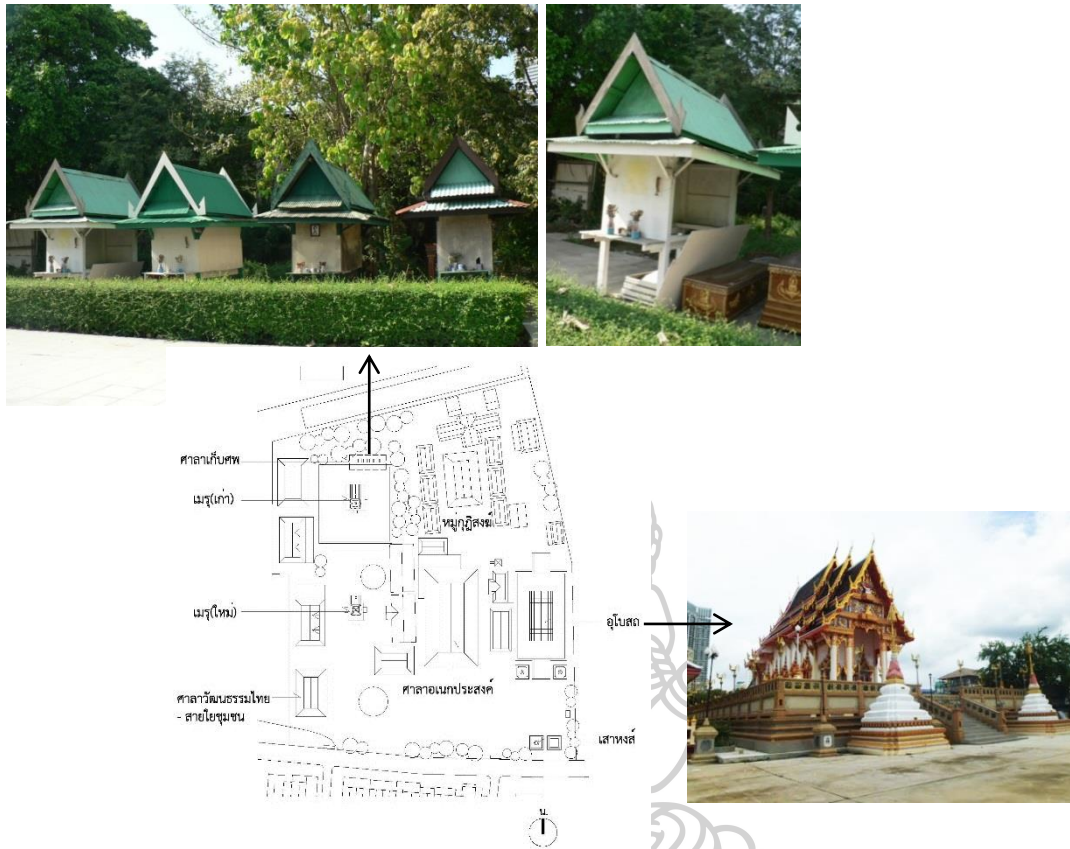 ศาลาเก็บศพ
เมรุ(เก่า)
หมู่กุฏิสงฆ์
เมรุ(ใหม่)
อุโบสถ
ศาลาอเนกประสงค์
ศาลาวัฒนธรรมไทย
- สายใยชุมชน
เสาหงส์
น.